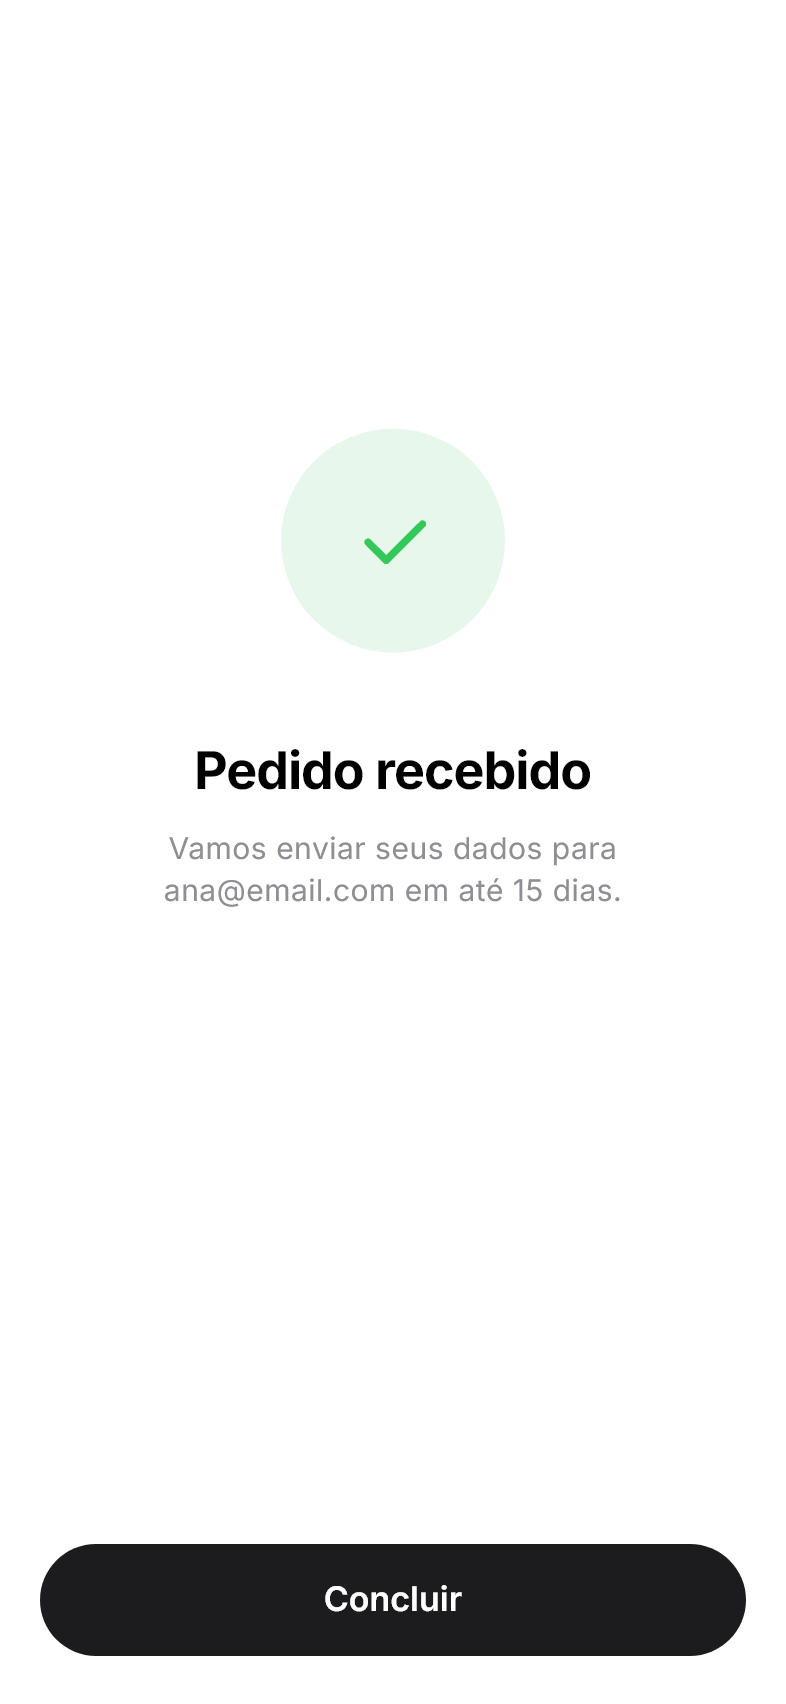 Pedido recebido
Vamos enviar seus dados para
ana@email.com em até 15 dias.
Concluir